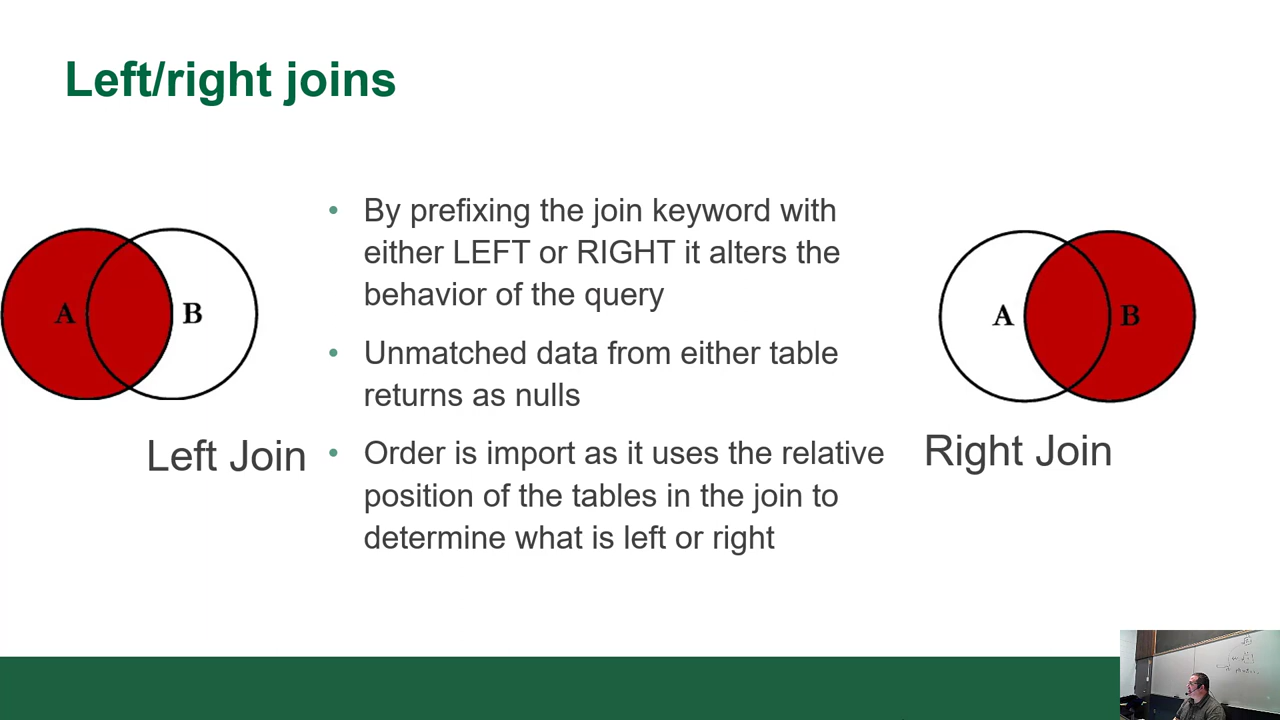 Left/right joins
• By prefixing the join keyword with
either LEFT or RIGHT it alters the
behavior of the query
• Unmatched data from either table
returns as nulls
• Order is import as it uses the relative
position of the tables in the join to
determine what is left or right
A B
Left Join
A B
Right Join